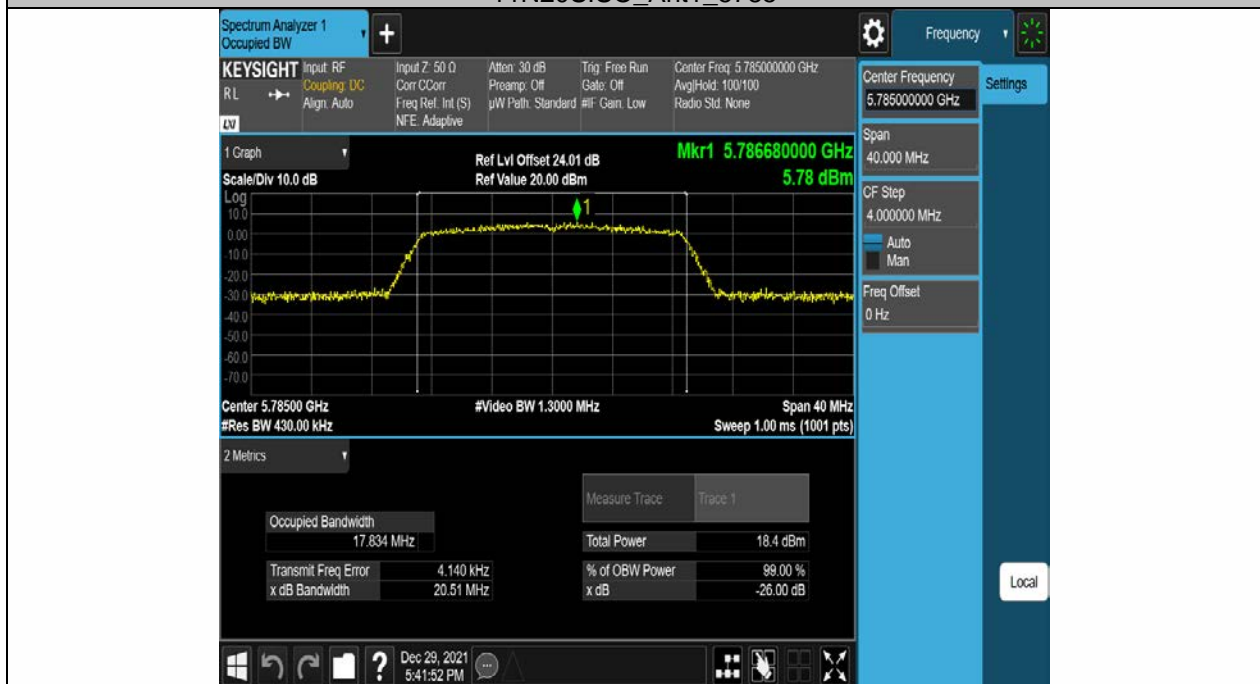 Spectrum Analyzer 1
Occupied BW
+
Frequency
KEYSIGHT
RL
LXI
Input: RF
Coupling: DC
Align: Auto
Input Z: 50 Ω
Corr CCorr
Freq Ref: Int (S)
NFE: Adaptive
Atten: 30 dB
Preamp: Off
µW Path: Standard
Trig: Free Run
Gate: Off
#IF Gain: Low
Center Freq: 5.785000000 GHz
Avg|Hold: 100/100
Radio Std: None
Center Frequency
5.785000000 GHz
Settings
Span
40.000 MHz
CF Step
4.000000 MHz
Auto
Man
Freq Offset
0 Hz
1 Graph
Scale/Div 10.0 dB
Ref Lvl Offset 24.01 dB
Ref Value 20.00 dBm
Mkr1 5.786680000 GHz
5.78 dBm
Log
10.0
0.00
-10.0
-20.0
-30.0
-40.0
-50.0
-60.0
-70.0
1
Center 5.78500 GHz
#Res BW 430.00 kHz
#Video BW 1.3000 MHz
Span 40 MHz
Sweep 1.00 ms (1001 pts)
2 Metrics
Measure Trace Trace 1
Occupied Bandwidth
17.834 MHz
Total Power 18.4 dBm
Transmit Freq Error 4.140 kHz
% of OBW Power 99.00 %
x dB Bandwidth 20.51 MHz
x dB -26.00 dB
Local
?
Dec 29, 2021
5:41:52 PM